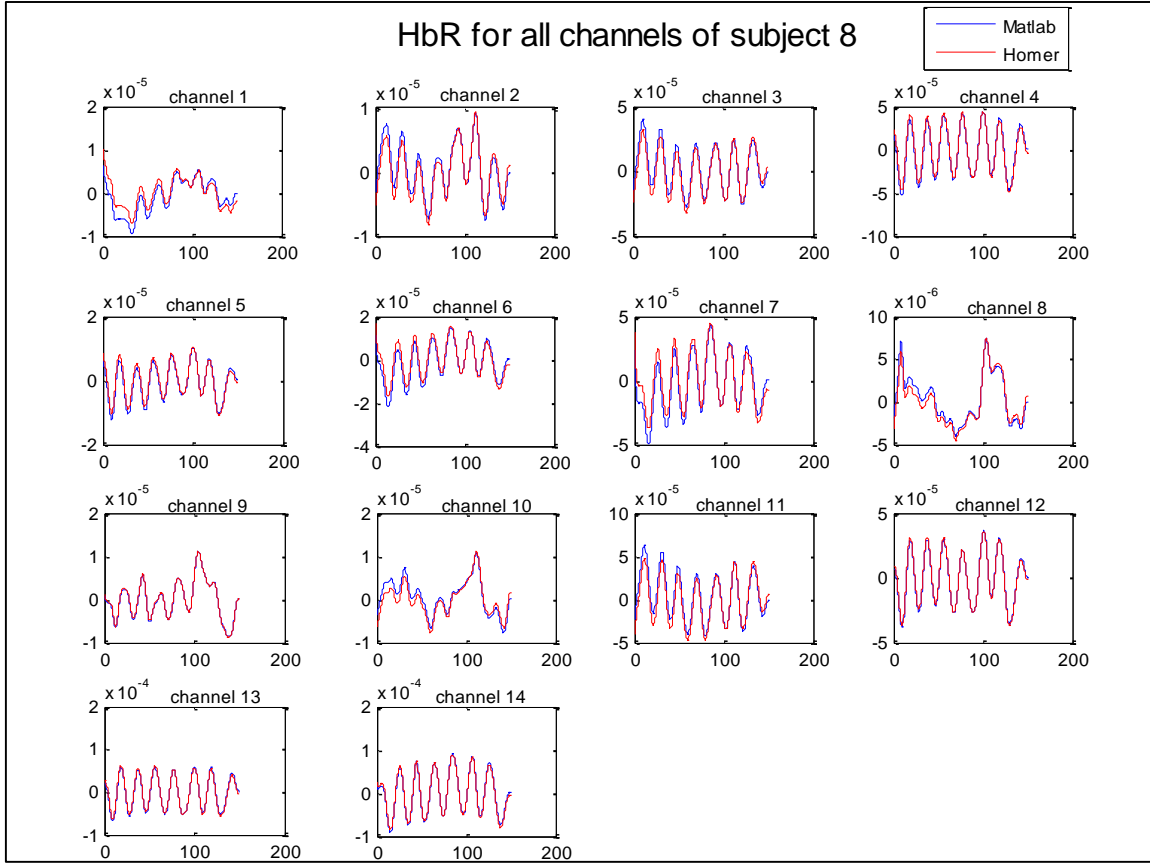 HbR for all channels of subject 8
Matlab
Homer
x 10^-5
channel 1
2
1
0
-1
0 100 200
x 10^-5
channel 2
1
0
-1
0 100 200
x 10^-5
channel 3
5
0
-5
0 100 200
x 10^-5
channel 4
5
0
-5
-10
0 100 200
x 10^-5
channel 5
2
0
-2
0 100 200
x 10^-5
channel 6
2
0
-2
-4
0 100 200
x 10^-5
channel 7
5
0
-5
0 100 200
x 10^-6
channel 8
10
5
0
-5
0 100 200
x 10^-5
channel 9
2
1
0
-1
0 100 200
x 10^-5
channel 10
2
1
0
-1
0 100 200
x 10^-5
channel 11
10
5
0
-5
0 100 200
x 10^-5
channel 12
5
0
-5
0 100 200
x 10^-4
channel 13
2
1
0
-1
0 100 200
x 10^-4
channel 14
2
1
0
-1
0 100 200